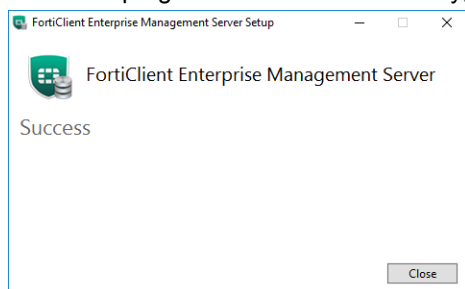 FortiClient Enterprise Management Server Setup
FortiClient Enterprise Management Server
Success
Close